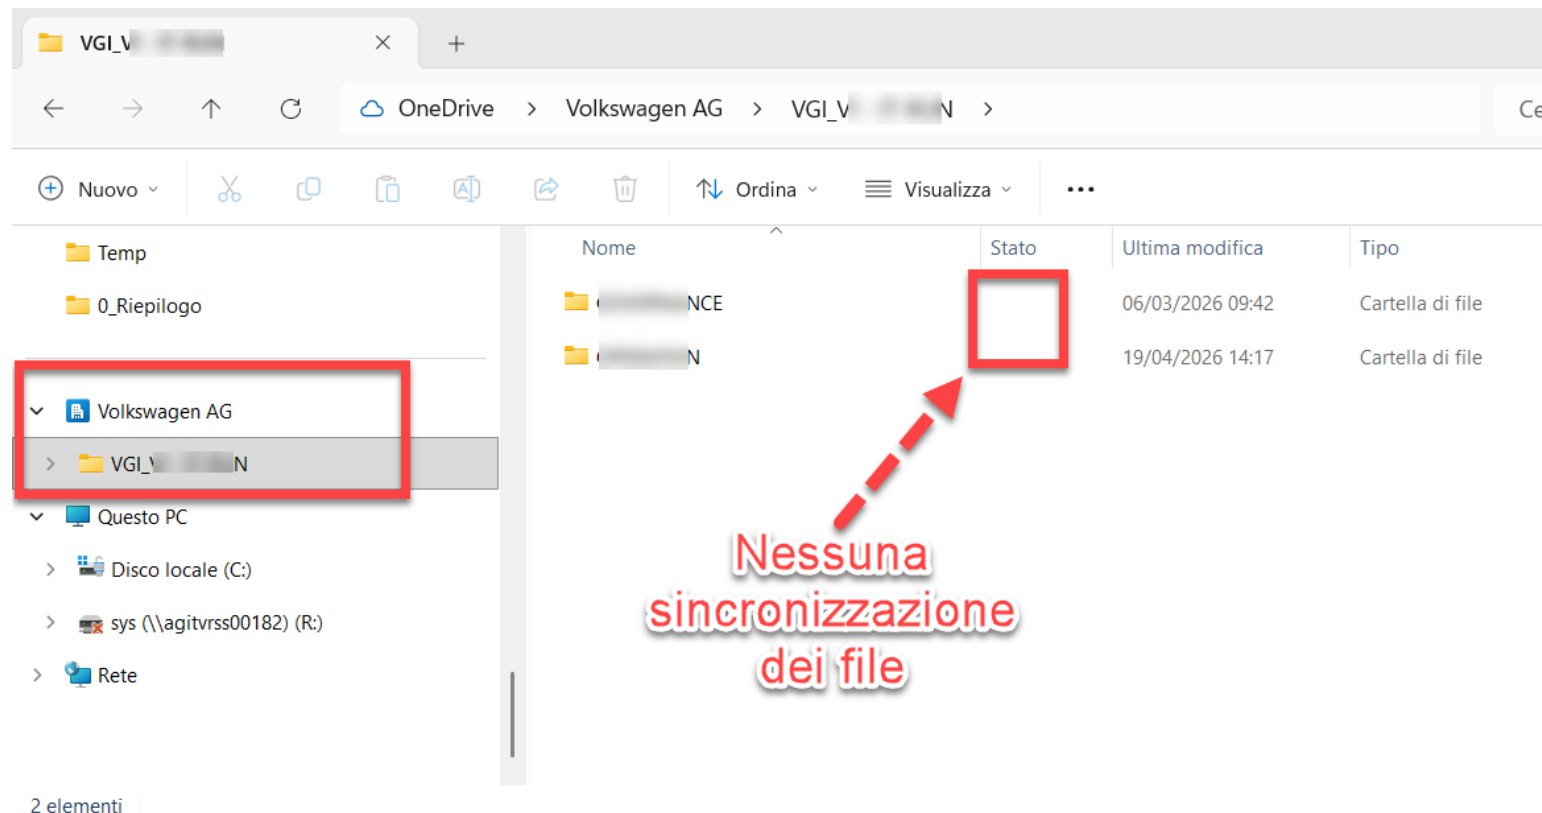 VGI_V
OneDrive > Volkswagen AG > VGI_V N >
Nuovo
Ordina
Visualizza
Temp
0_Riepilogo
Volkswagen AG
VGI_V N
Questo PC
Disco locale (C:)
sys (\\agitvrss00182) (R:)
Rete
Nome Stato Ultima modifica Tipo
NCE 06/03/2026 09:42 Cartella di file
N 19/04/2026 14:17 Cartella di file
Nessuna
sincronizzazione
dei file
2 elementi